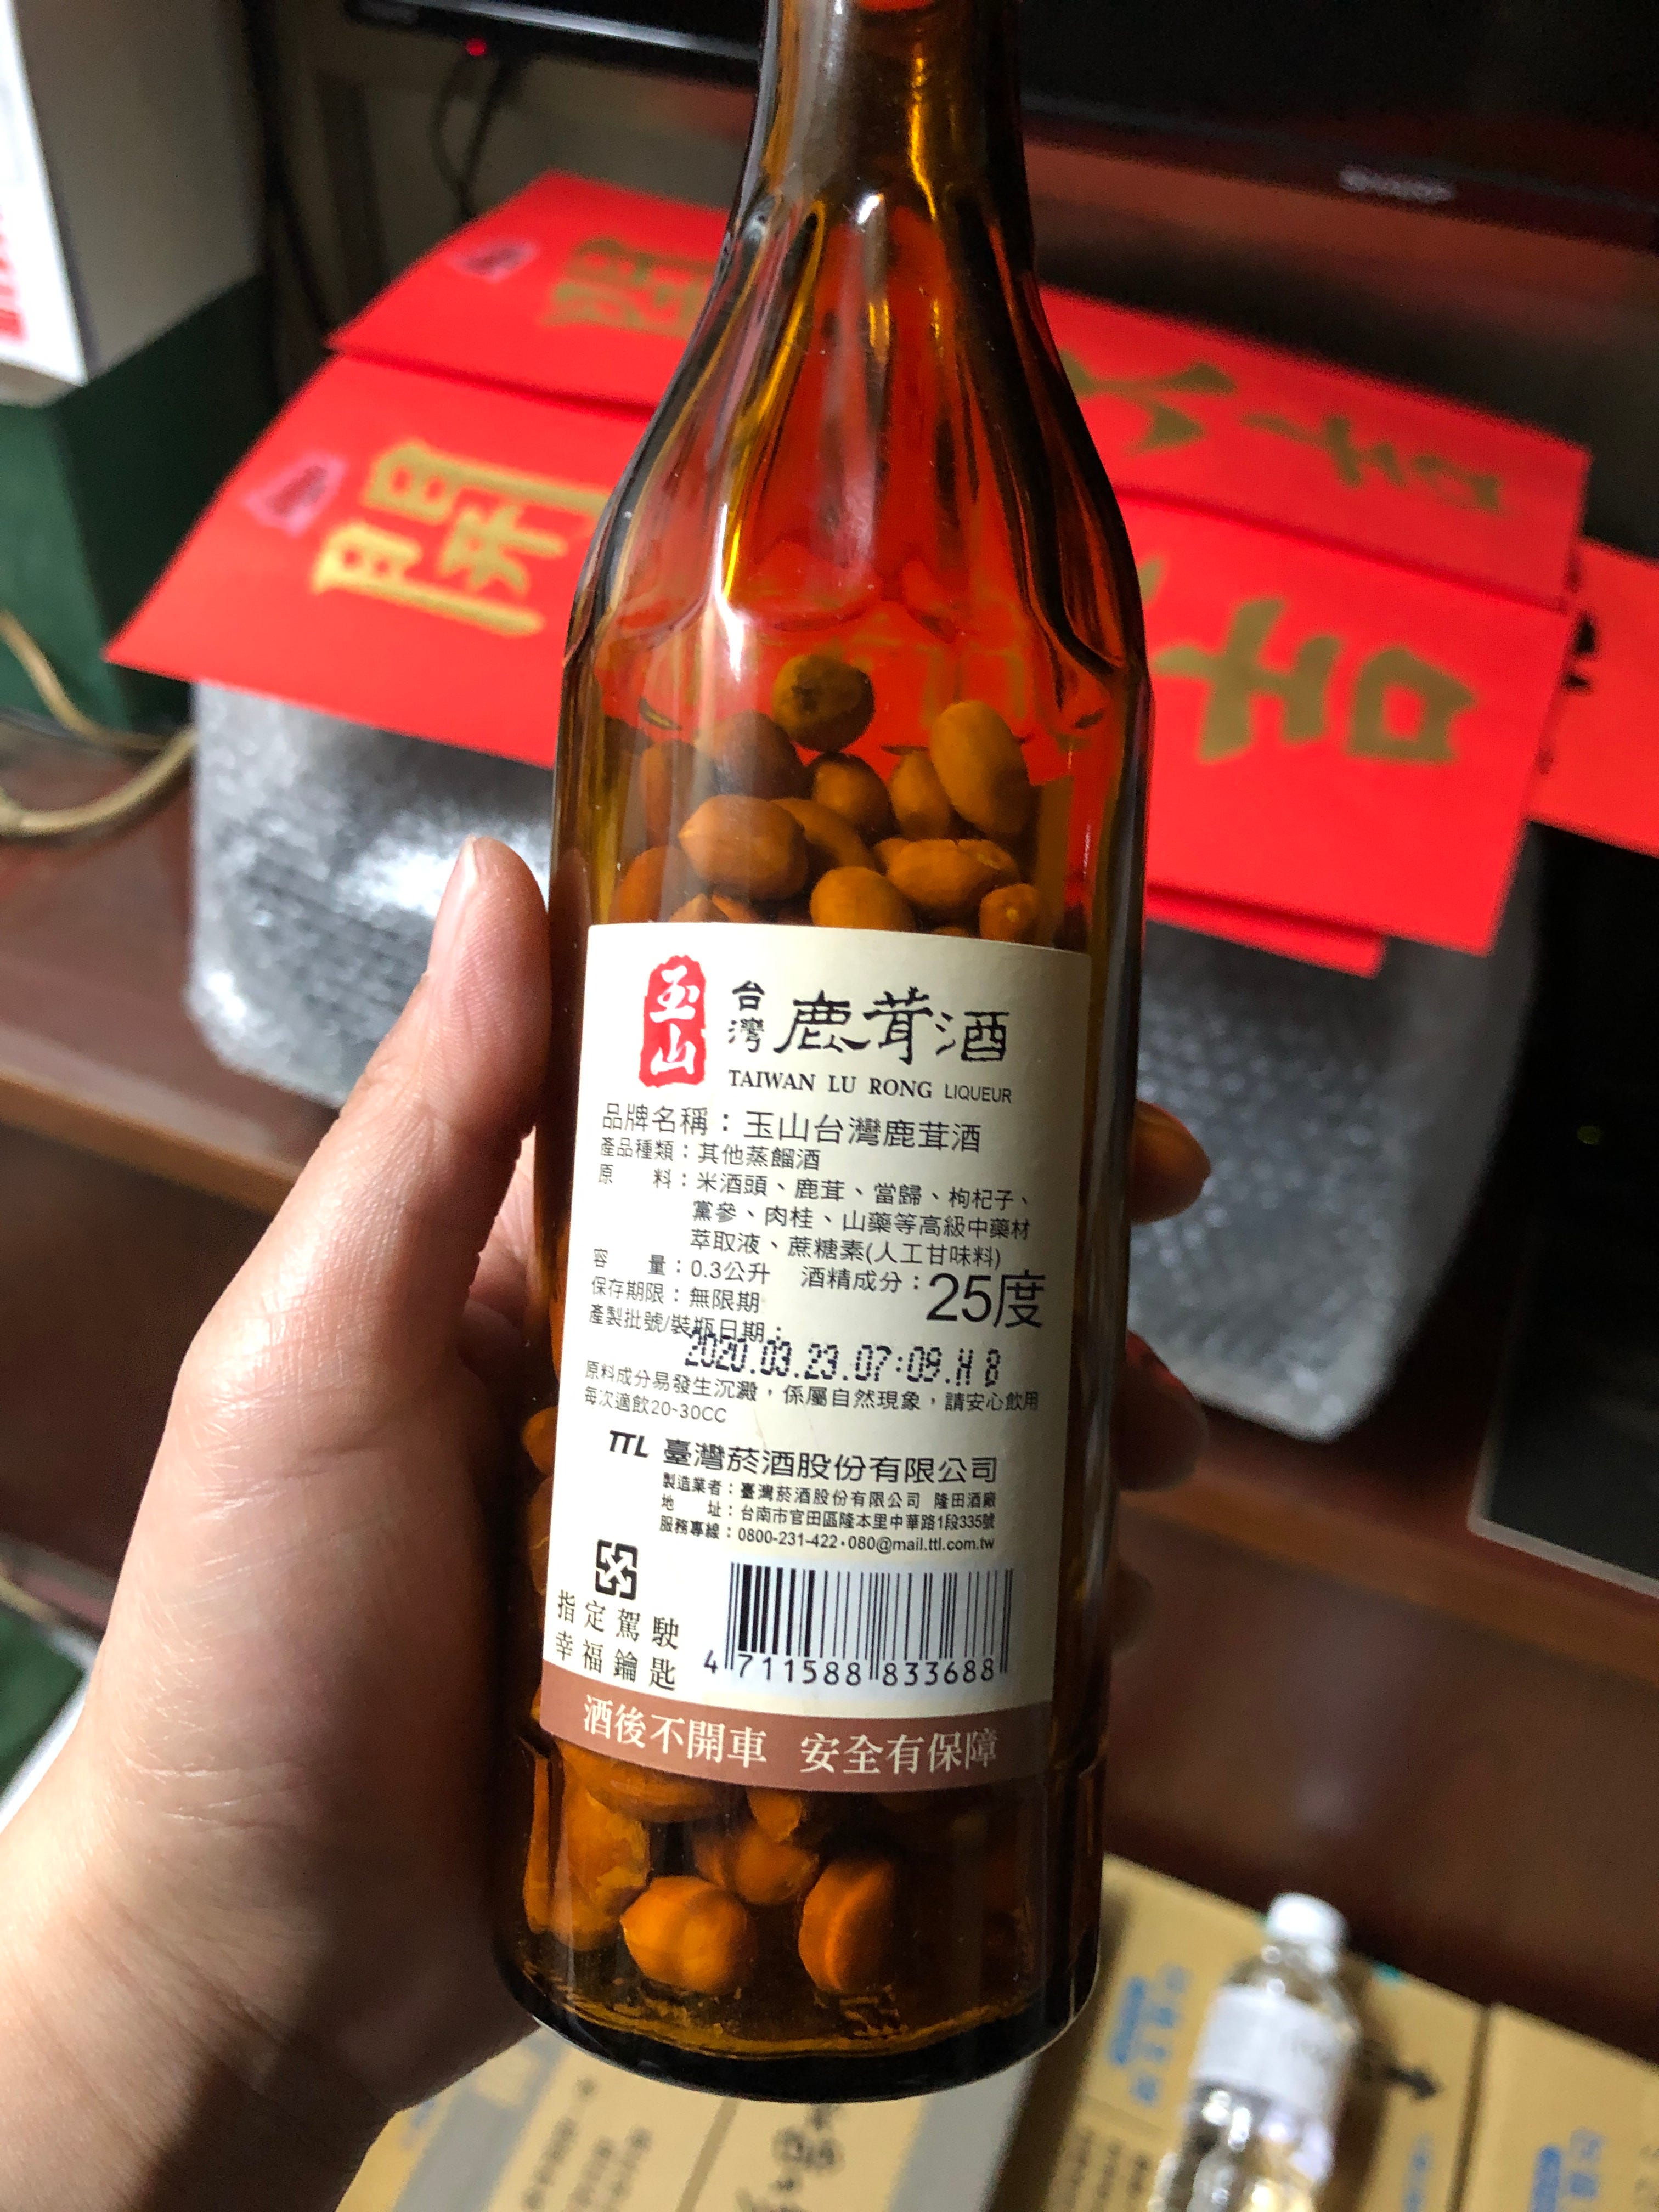 開
開
吉
吉
玉山
台灣鹿茸酒
TAIWAN LU RONG LIQUEUR
品牌名稱：玉山台灣鹿茸酒
產品種類：其他蒸餾酒
原 料：米酒頭、鹿茸、當歸、枸杞子、
黨參、肉桂、山藥等高級中藥材
萃取液、蔗糖素(人工甘味料)
容 量：0.3公升 酒精成分：25度
保存期限：無限期
產製批號/裝瓶日期：
2020.03.23.07:09.H 8
原料成分易發生沉澱，係屬自然現象，請安心飲用
每次適飲20~30CC
TTL 臺灣菸酒股份有限公司
製造業者：臺灣菸酒股份有限公司 隆田酒廠
地 址：台南市官田區隆本里中華路1段335號
服務專線：0800-231-422·080@mail.ttl.com.tw
指定駕駛
幸福鑰匙
4 711588 833688
酒後不開車 安全有保障